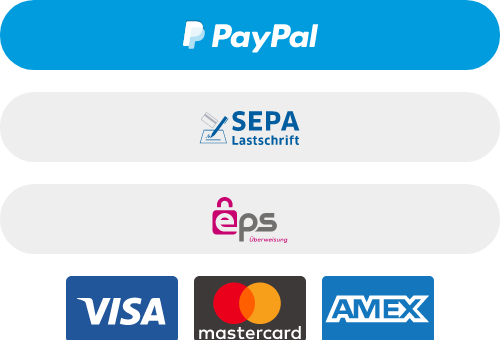 PayPal
SEPA
Lastschrift
eps
Überweisung
VISA
mastercard
AMEX